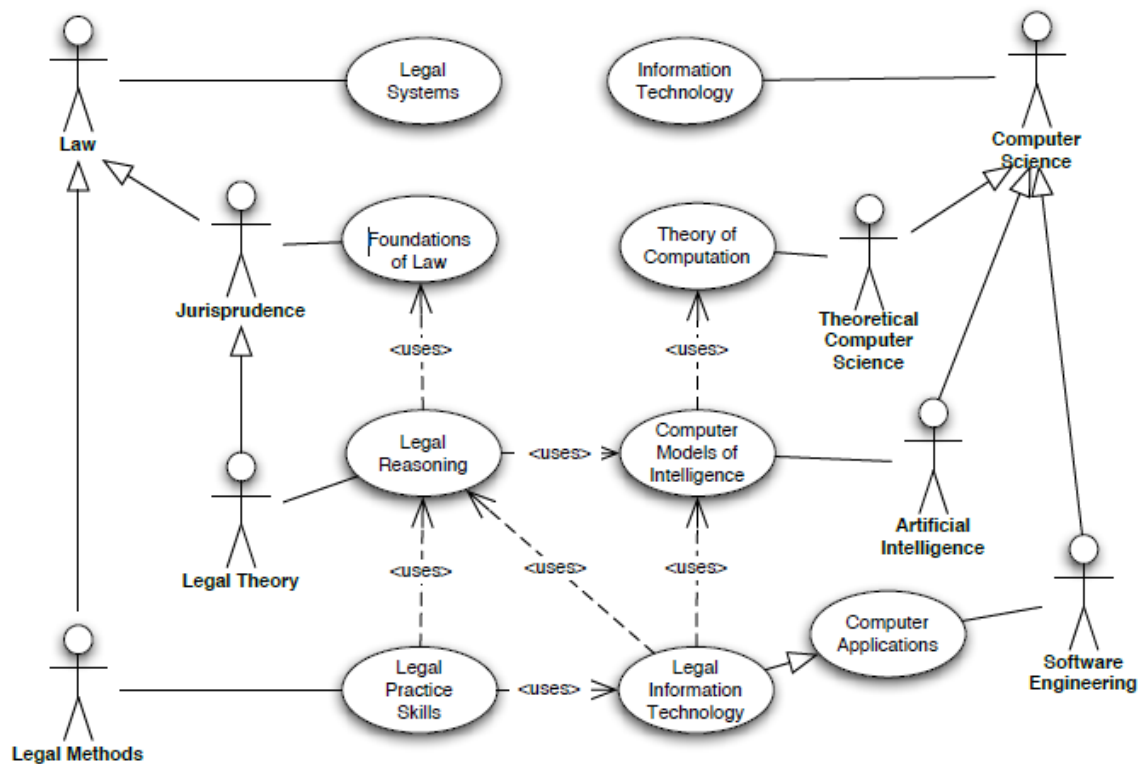 Legal
Systems
Information
Technology
Law
Computer
Science
Foundations
of Law
Theory of
Computation
Jurisprudence
Theoretical
Computer
Science
<uses>
<uses>
Legal
Reasoning
<uses>
Computer
Models of
Intelligence
Artificial
Intelligence
Legal Theory
<uses>
<uses>
<uses>
Computer
Applications
Legal
Practice
Skills
<uses>
Legal
Information
Technology
Software
Engineering
Legal Methods